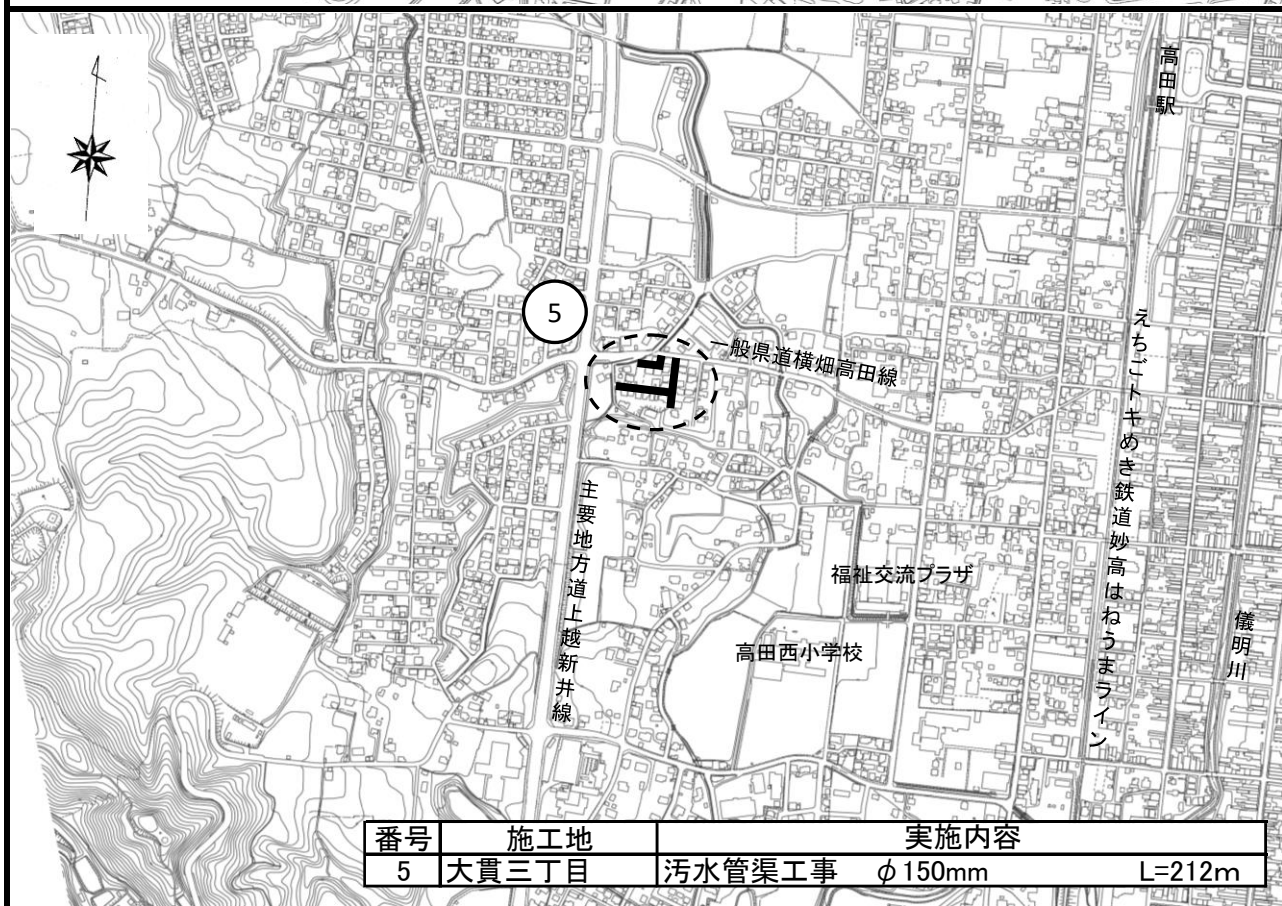 高田駅
5
一般県道横畑高田線
えちごトキめき鉄道妙高はねうまライン
主要地方道上越新井線
福祉交流プラザ
高田西小学校
儀明川
番号 施工地 実施内容
5 大貫三丁目 汚水管渠工事 φ150mm L=212m